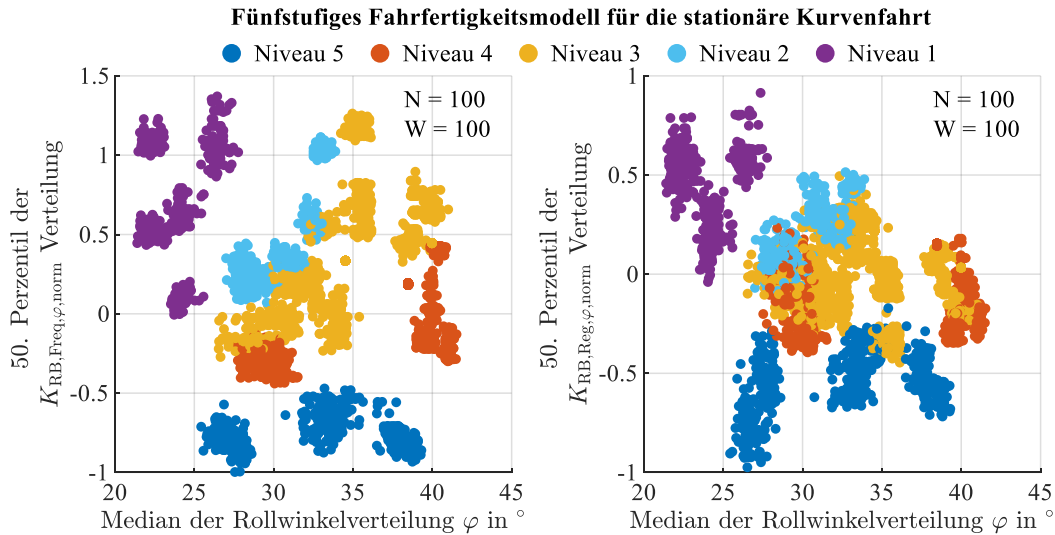 Fünfstufiges Fahrfertigkeitsmodell für die stationäre Kurvenfahrt
Niveau 5 Niveau 4 Niveau 3 Niveau 2 Niveau 1
50. Perzentil der
K_RB,Freq,φ,norm Verteilung
1.5
1
0.5
0
-0.5
-1
N = 100
W = 100
20 25 30 35 40 45
Median der Rollwinkelverteilung φ in °
50. Perzentil der
K_RB,Reg,φ,norm Verteilung
1
0.5
0
-0.5
-1
N = 100
W = 100
20 25 30 35 40 45
Median der Rollwinkelverteilung φ in °